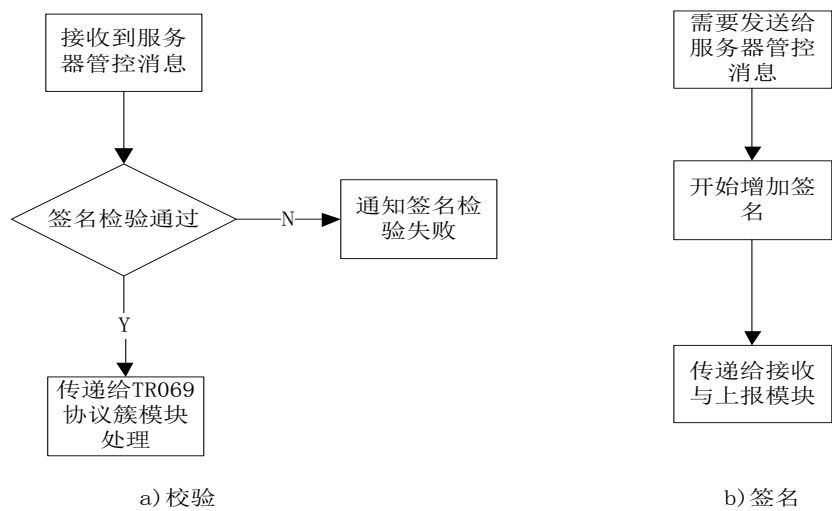 接收到服务
器管控消息
签名检验通过
N
通知签名检
验失败
Y
传递给TR069
协议簇模块
处理
a)校验
需要发送给
服务器管控
消息
开始增加签
名
传递给接收
与上报模块
b)签名